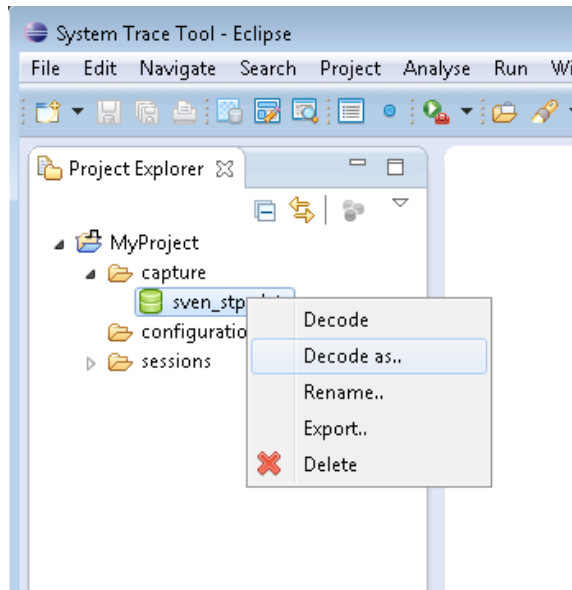 System Trace Tool - Eclipse
File Edit Navigate Search Project Analyse Run
Project Explorer
MyProject
capture
configuratio
sessions
Decode
Decode as..
Rename..
Export..
Delete